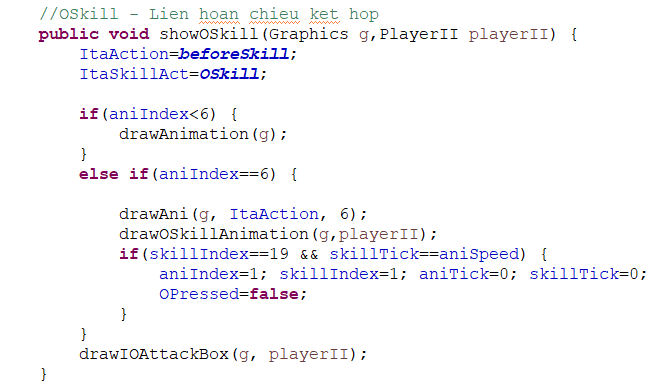 //OSkill - Lien hoan chieu ket hop
public void showOSkill(Graphics g,PlayerII playerII) {
    ItaAction=beforeSkill;
    ItaSkillAct=OSkill;

    if(aniIndex<6) {
        drawAnimation(g);
    }
    else if(aniIndex==6) {

        drawAni(g, ItaAction, 6);
        drawOSkillAnimation(g,playerII);
        if(skillIndex==19 && skillTick==aniSpeed) {
            aniIndex=1; skillIndex=1; aniTick=0; skillTick=0;
            OPressed=false;
        }
    }
    drawIOAttackBox(g, playerII);
}